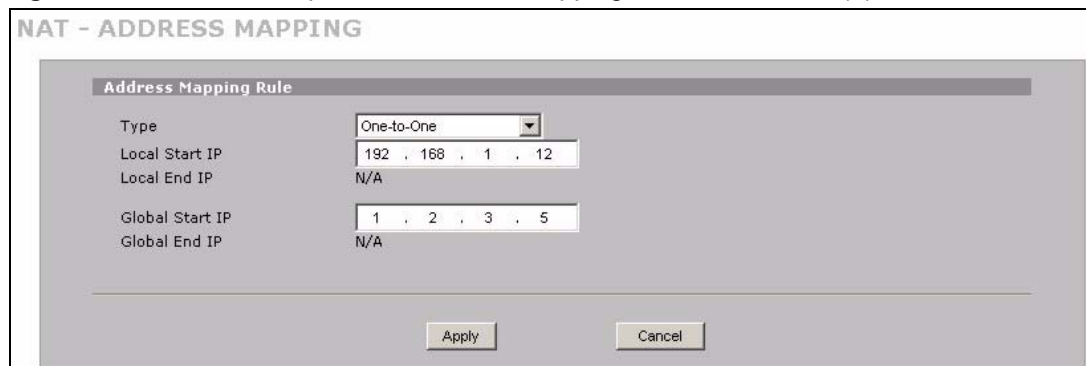 NAT - ADDRESS MAPPING
Address Mapping Rule
Type One-to-One
Local Start IP 192 . 168 . 1 . 12
Local End IP N/A
Global Start IP 1 . 2 . 3 . 5
Global End IP N/A
Apply Cancel